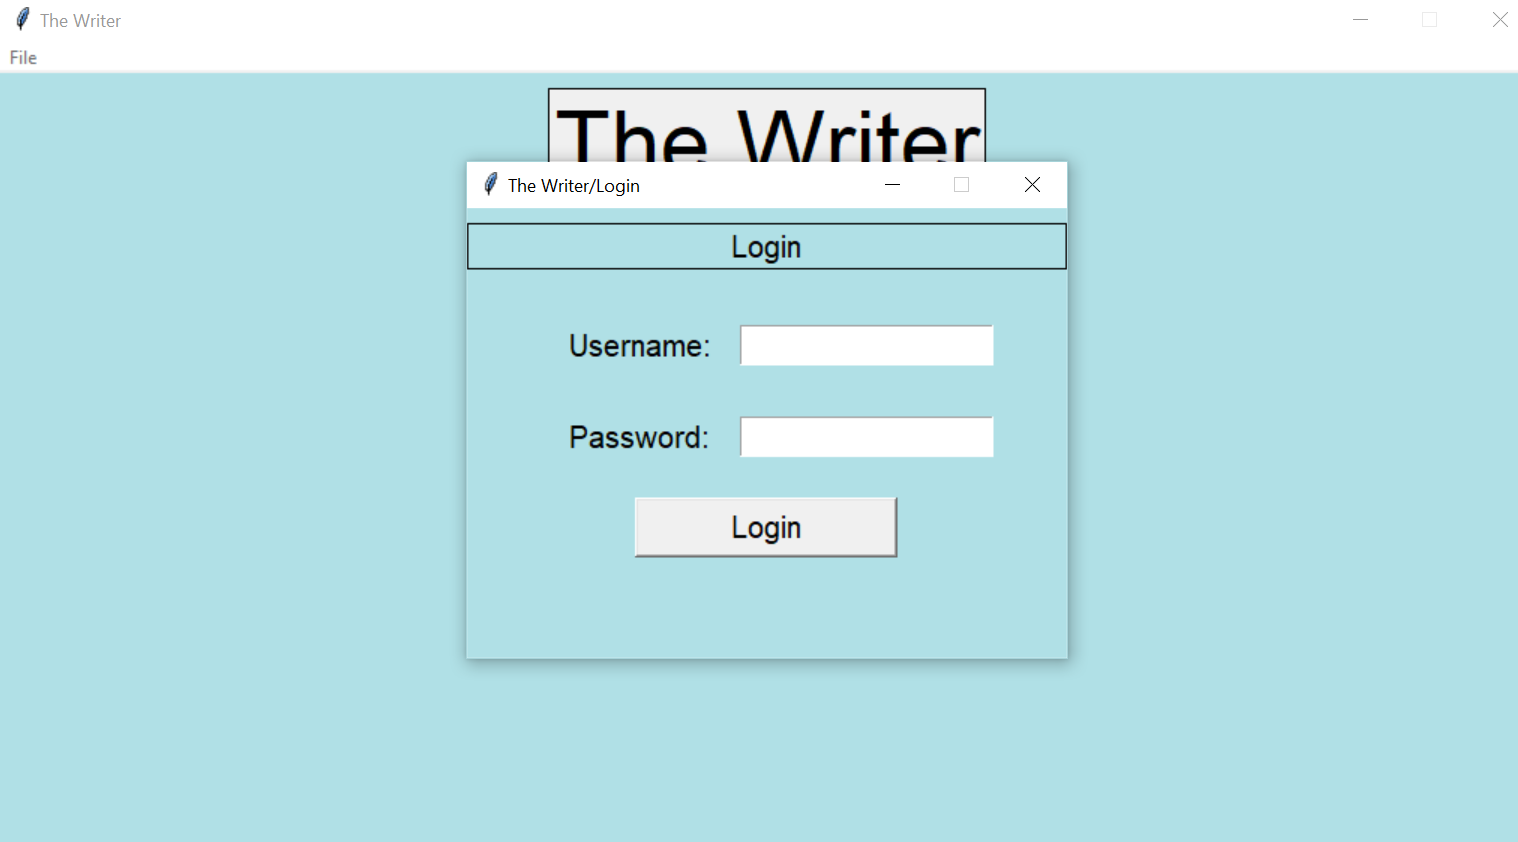 The Writer
File
The Writer
The Writer/Login
Login
Username:
Password:
Login